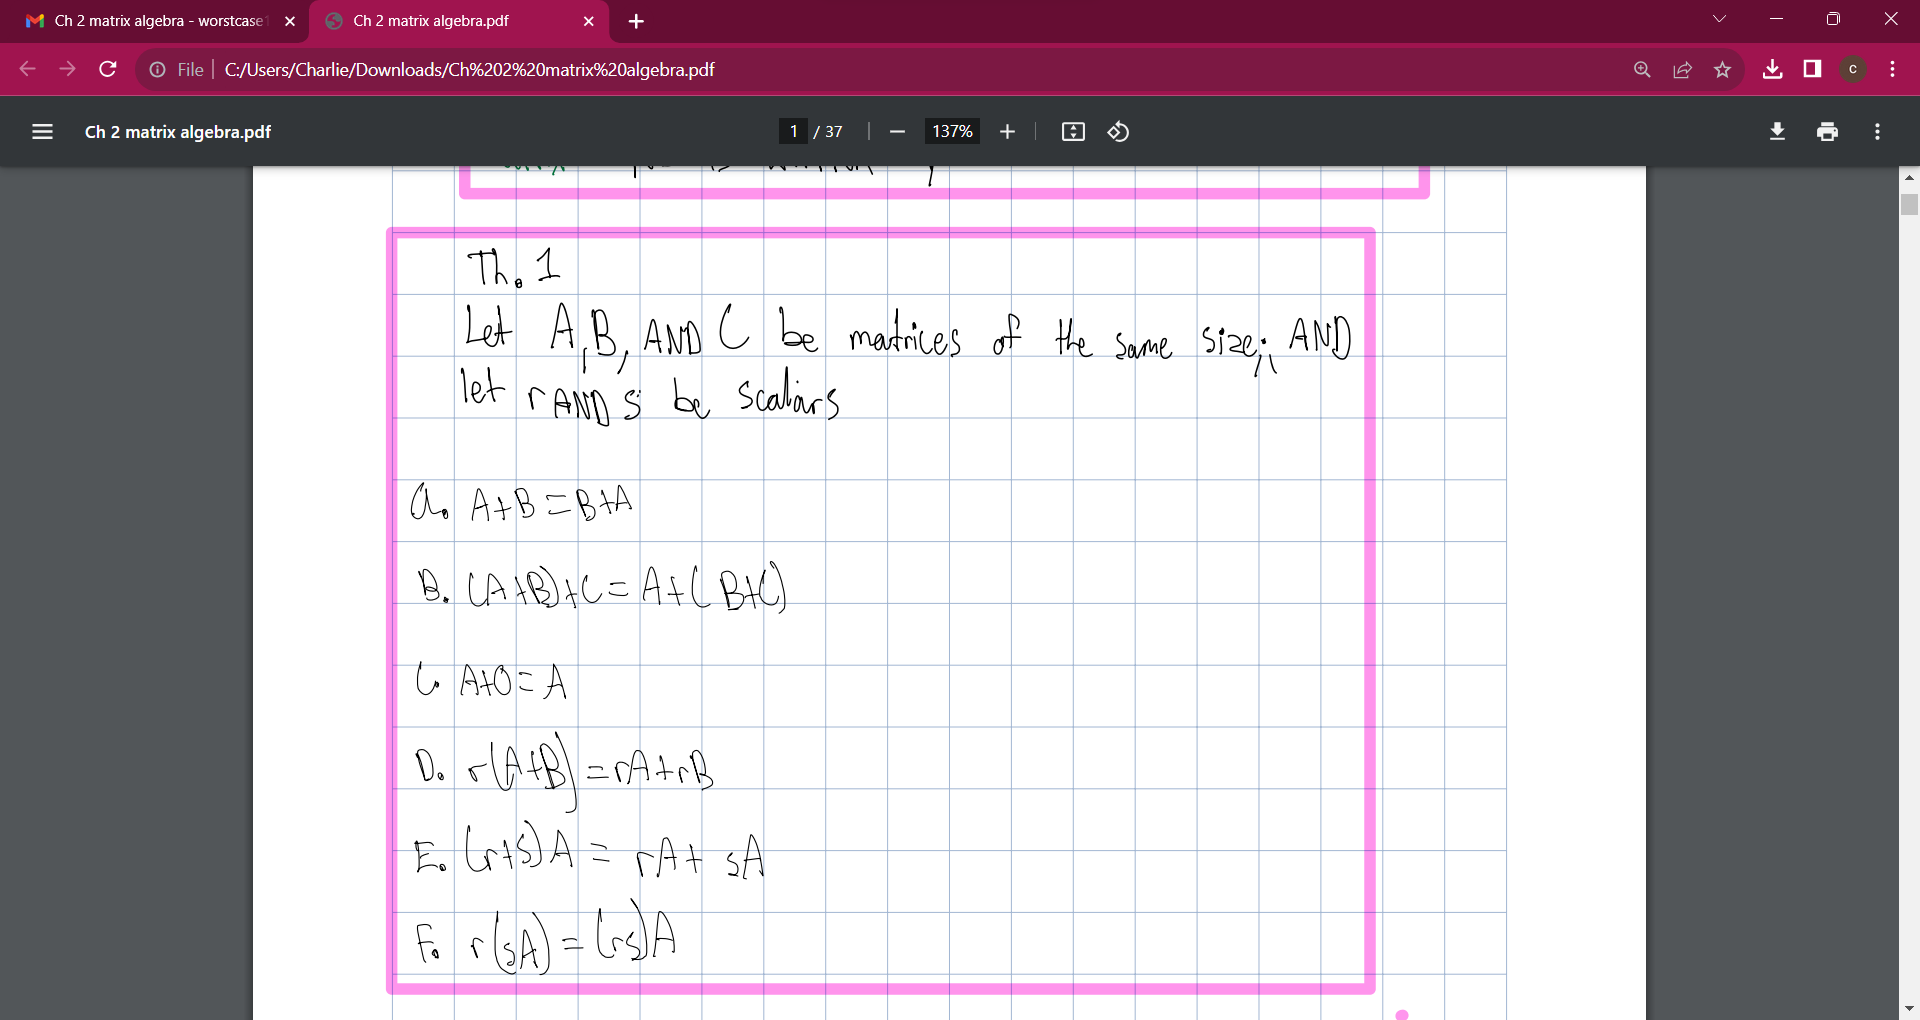 Ch 2 matrix algebra - worstcase
Ch 2 matrix algebra.pdf
File
C:/Users/Charlie/Downloads/Ch%202%20matrix%20algebra.pdf
C
Ch 2 matrix algebra.pdf
1 / 37
137%
Th. 1
Let A, B, AND C be matrices of the same size; AND
let r AND s be scalars
a. A+B=B+A
B. (A+B)+C=A+(B+C)
C. A+0=A
D. r(A+B)=rA+rB
E. (r+s)A = rA + sA
F. r(sA)=(rs)A